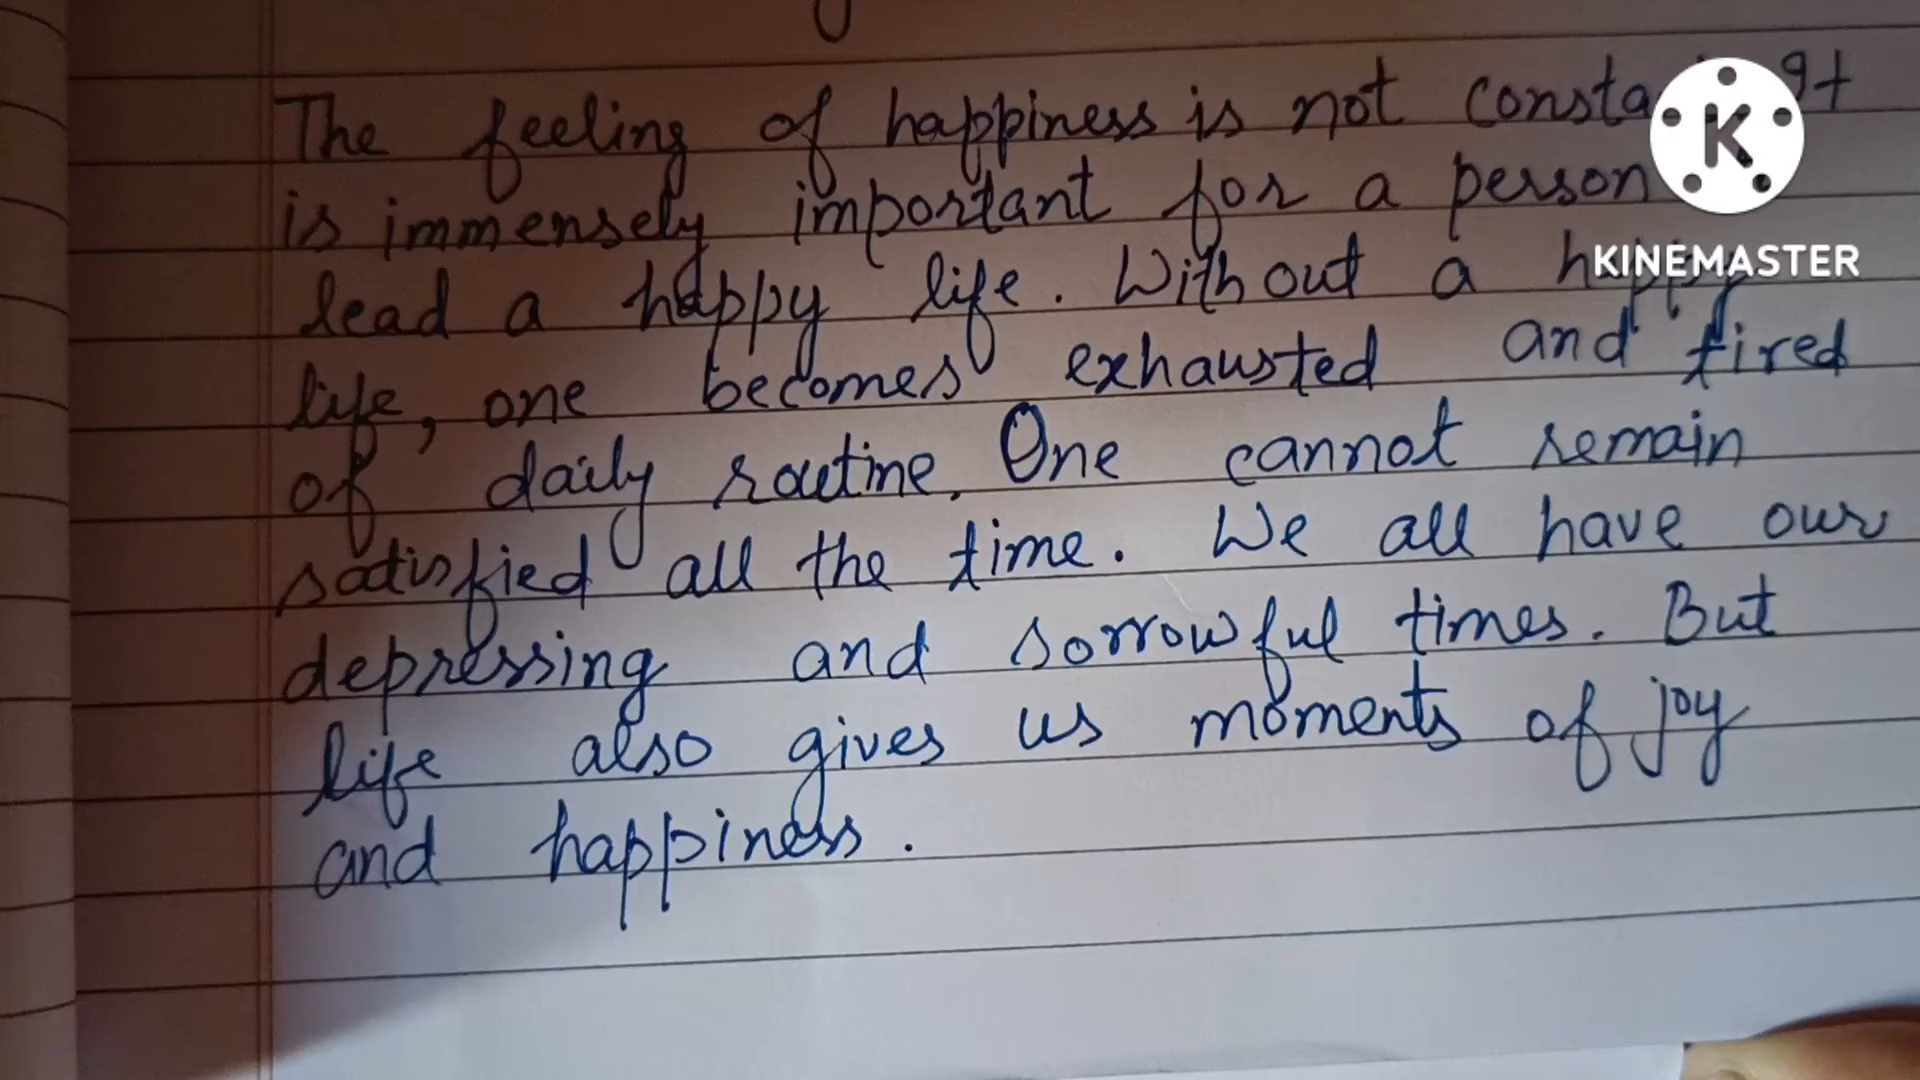 The feeling of happiness is not It
is immensely important for a person
lead a happy life. Without a happy
life, one becomes exhausted and tired
of daily routine. One cannot remain
satisfied all the time. We all have our
depressing and sorrowful times. But
life also gives us moments of joy
and happiness.
K
KINEMASTER